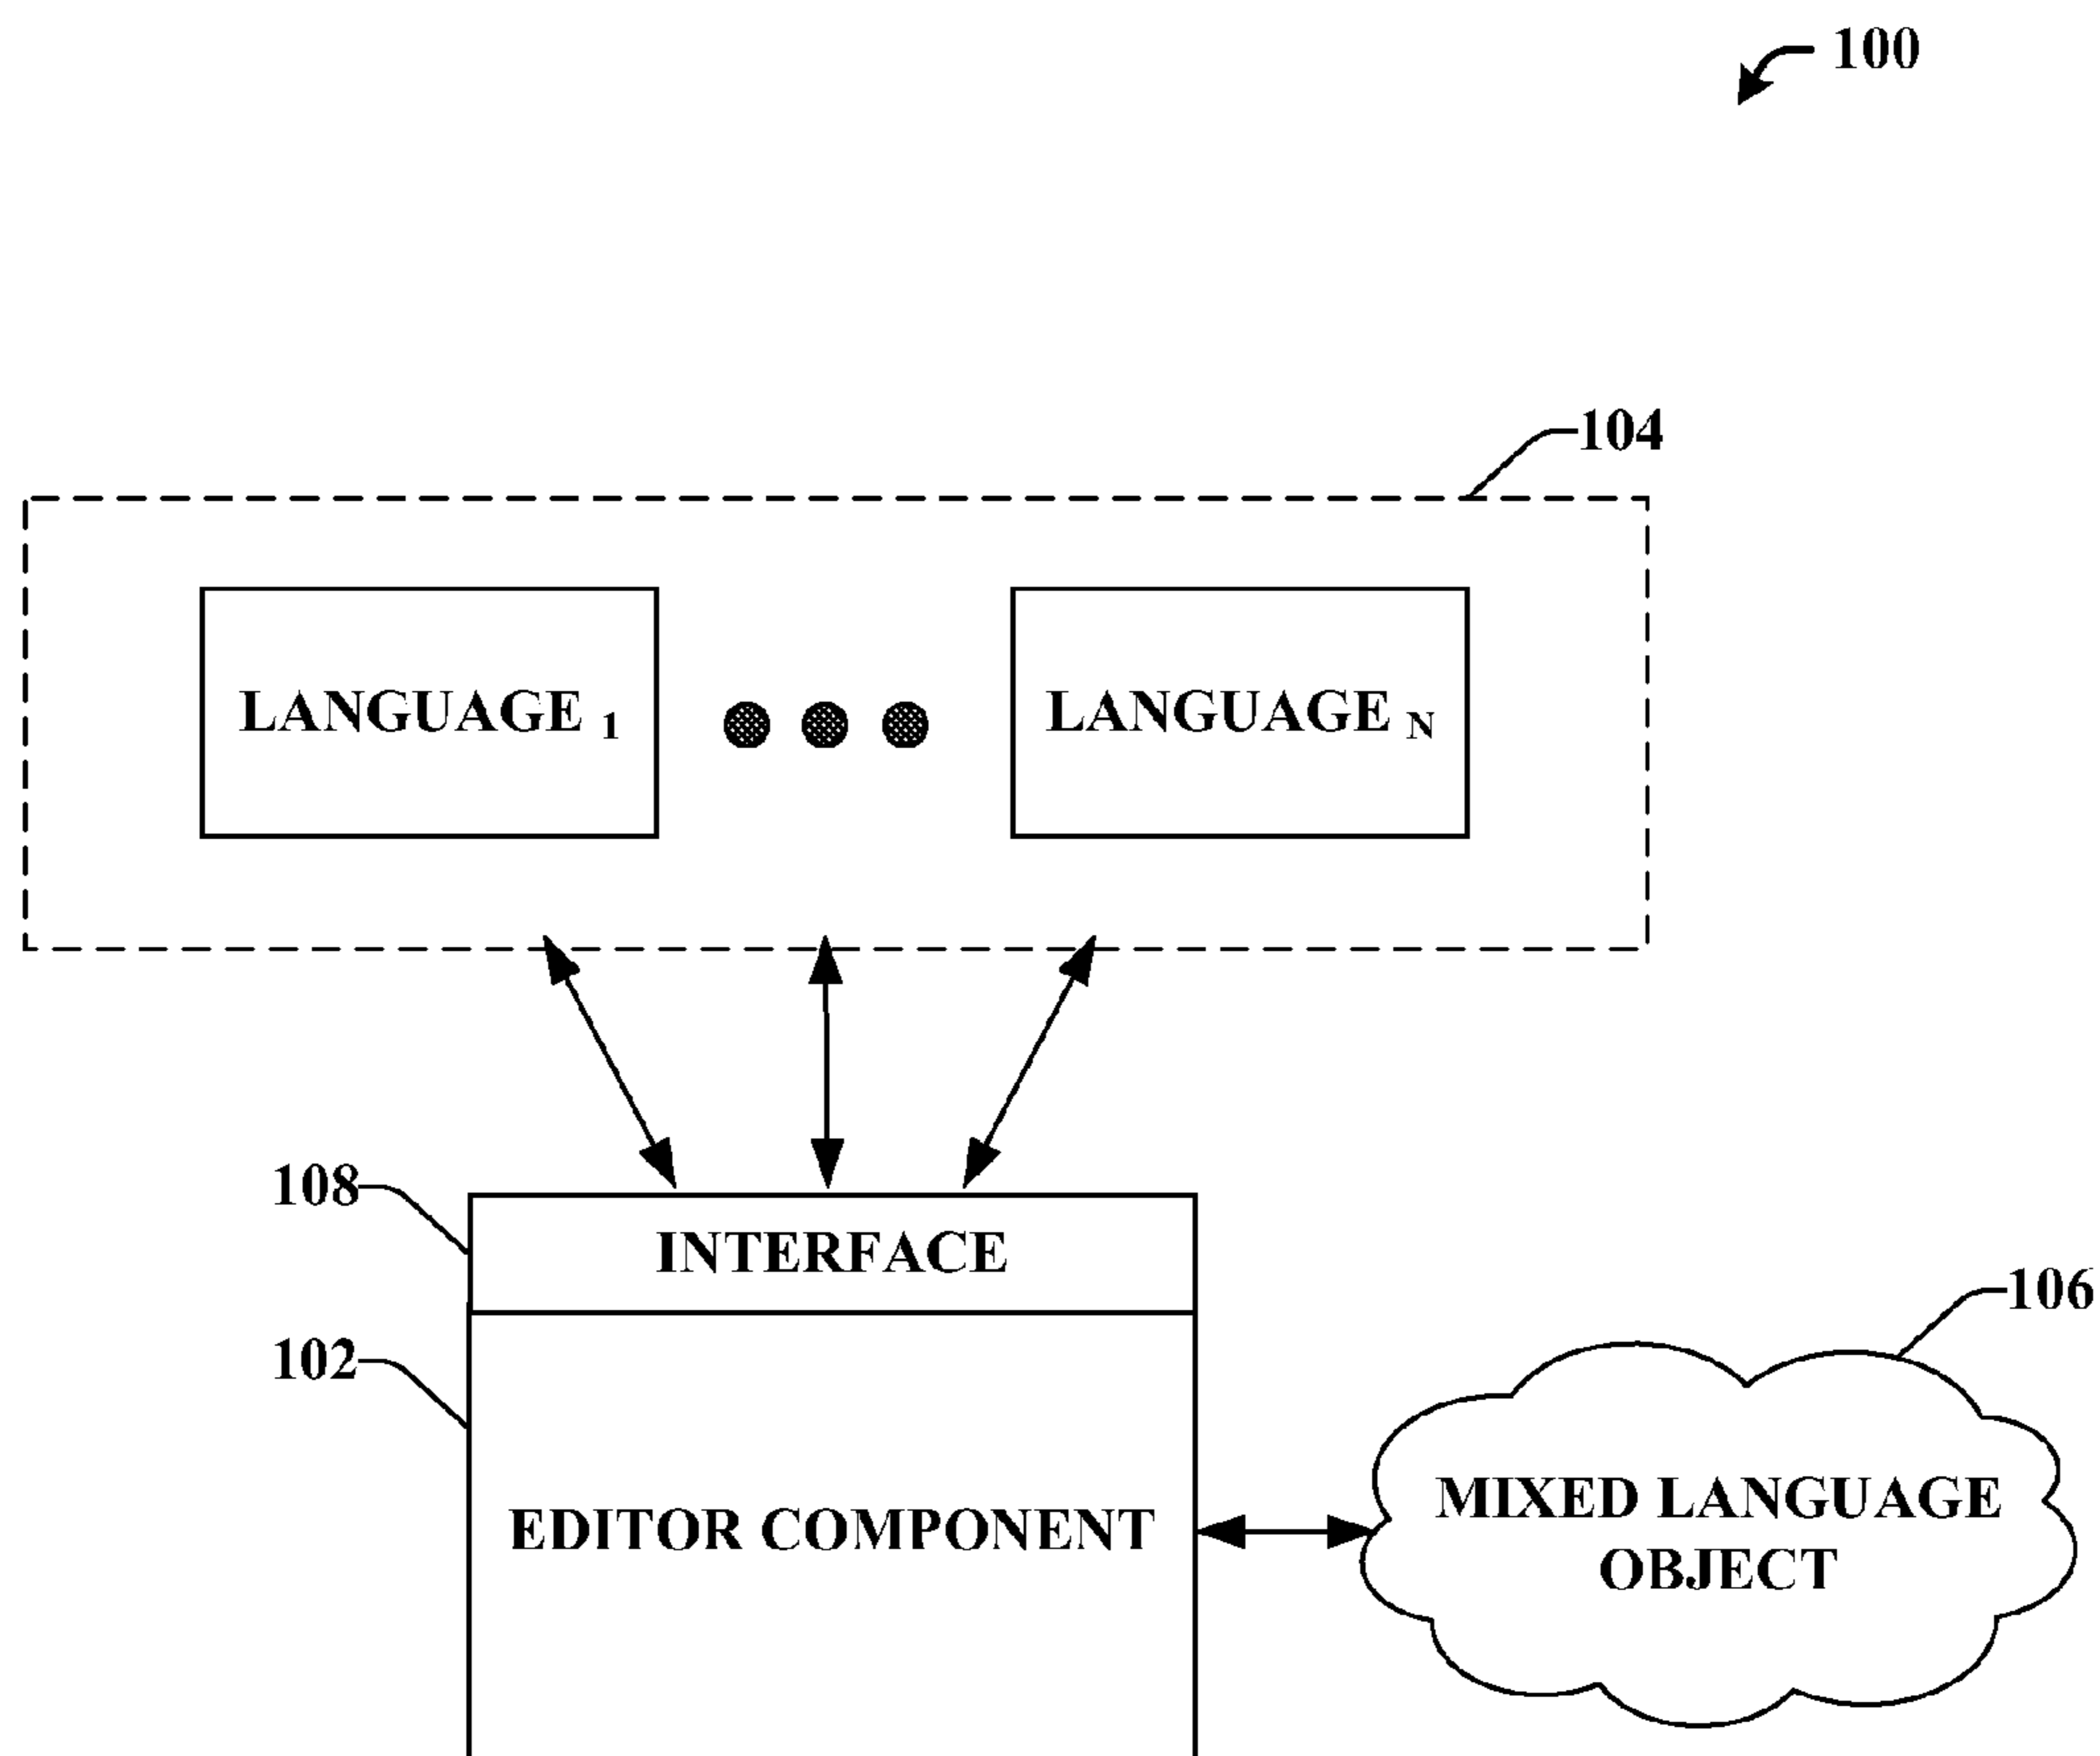 100
104
LANGUAGE 1 LANGUAGE N
108
INTERFACE
106
102
MIXED LANGUAGE
EDITOR COMPONENT
OBJECT